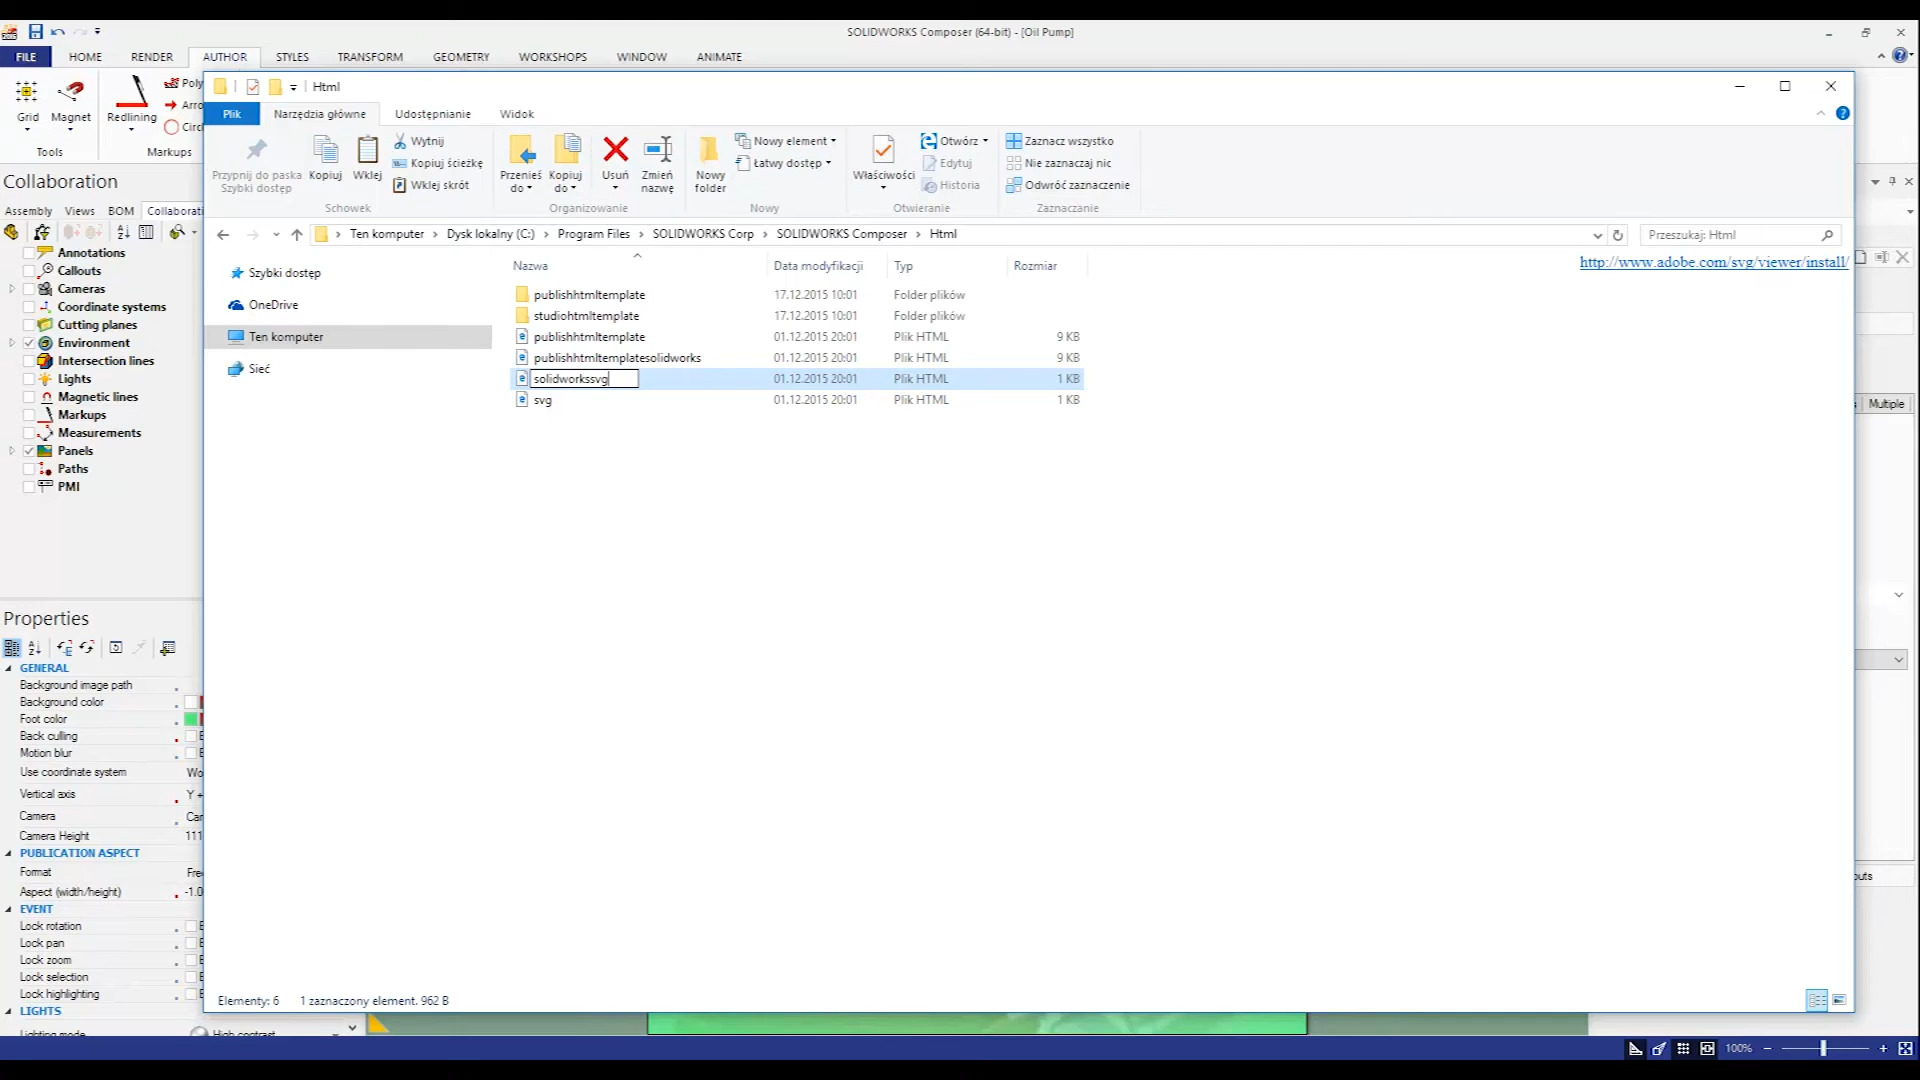 SOLIDWORKS Composer (64-bit) - [Oil Pump]
FILE HOME RENDER AUTHOR STYLES TRANSFORM GEOMETRY WORKSHOPS WINDOW ANIMATE
Grid Magnet Redlining
Tools Markups
Html
Plik Narzędzia główne Udostępnianie Widok
Przypnij do paska Szybki dostęp
Kopiuj
Wklej
Wytnij
Kopiuj ścieżkę
Wklej skrót
Schowek
Przenieś do
Kopiuj do
Usuń
Zmień nazwę
Organizowanie
Nowy folder
Nowy element
Łatwy dostęp
Nowy
Właściwości
Otwórz
Edytuj
Historia
Otwieranie
Zaznacz wszystko
Nie zaznaczaj nic
Odwróć zaznaczenie
Zaznaczanie
Ten komputer > Dysk lokalny (C:) > Program Files > SOLIDWORKS Corp > SOLIDWORKS Composer > Html
Przeszukaj: Html
Szybki dostęp
OneDrive
Ten komputer
Sieć
Nazwa Data modyfikacji Typ Rozmiar
publishhtmltemplate 17.12.2015 10:01 Folder plików
studiohtmltemplate 17.12.2015 10:01 Folder plików
publishhtmltemplate 01.12.2015 20:01 Plik HTML 9 KB
publishhtmltemplatesolidworks 01.12.2015 20:01 Plik HTML 9 KB
solidworkssvg 01.12.2015 20:01 Plik HTML 1 KB
svg 01.12.2015 20:01 Plik HTML 1 KB
http://www.adobe.com/svg/viewer/install/
Elementy: 6 1 zaznaczony element. 962 B
Collaboration
Assembly Views BOM
Annotations
Callouts
Cameras
Coordinate systems
Cutting planes
Environment
Intersection lines
Lights
Magnetic lines
Markups
Measurements
Panels
Paths
PMI
Properties
GENERAL
Background image path
Background color
Foot color
Back culling
Motion blur
Use coordinate system
Vertical axis
Camera
Camera Height
PUBLICATION ASPECT
Format
Aspect (width/height)
EVENT
Lock rotation
Lock pan
Lock zoom
Lock selection
Lock highlighting
LIGHTS
Multiple
100%